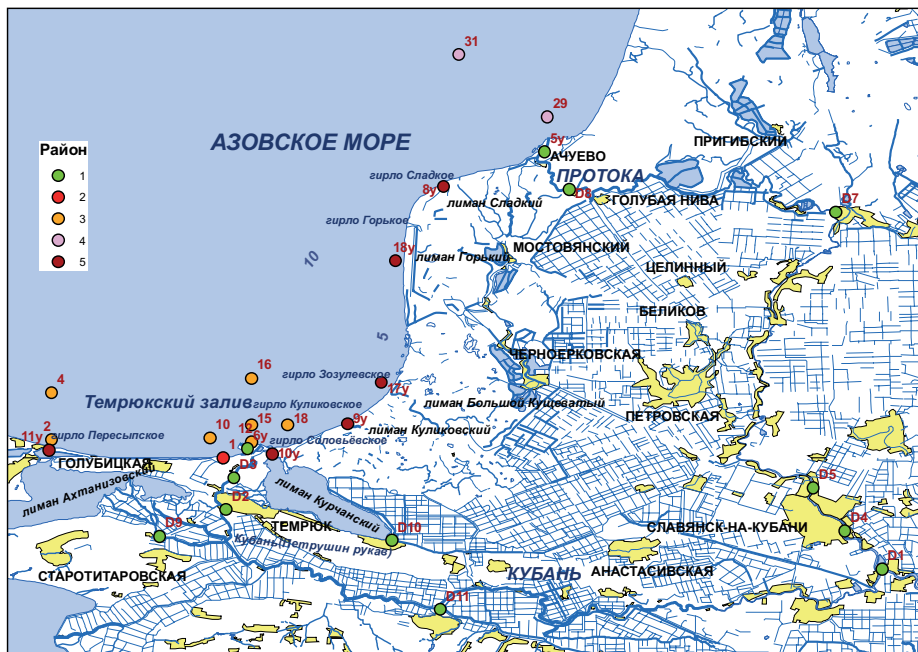 31
29
5у
АЧУЕВО
ПРИГИБСКИЙ
АЗОВСКОЕ МОРЕ
Район
1
2
3
4
5
гирло Сладкое
8у
лиман Сладкий
ПРОТОКА
D8
ГОЛУБАЯ НИВА
D7
гирло Горьков
18у
лиман Горький
МОСТОВЯНСКИЙ
ЦЕЛИННЫЙ
10
БЕЛИКОВ
5
ЧЕРНОЕРКОВСКАЯ
16
гирло Зозулевское
17у
4
Темрюкский залив
гирло Куликовское
лиман Большой Кущеватый
ПЕТРОВСКАЯ
2
11у
гирло Пересыпское
10
15
18
9у
лиман Куликовский
12
6у
гирло Соловьёвское
1
10у
ГОЛУБИЦКАЯ
лиман Ахтанизовский
D3
лиман Курчанский
D5
D2
ТЕМРЮК
СЛАВЯНСК-НА-КУБАНИ
D4
D9
Кубань(Петрушин рукав)
D10
СТАРОТИТАРОВСКАЯ
КУБАНЬ
АНАСТАСИВСКАЯ
D1
D11